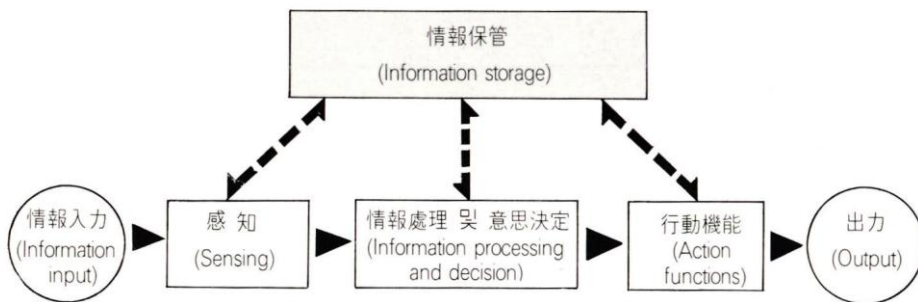 情報保管
(Information storage)
情報入力
(Information
input)
感 知
(Sensing)
情報處理 및 意思決定
(Information processing
and decision)
行動機能
(Action
functions)
出力
(Output)